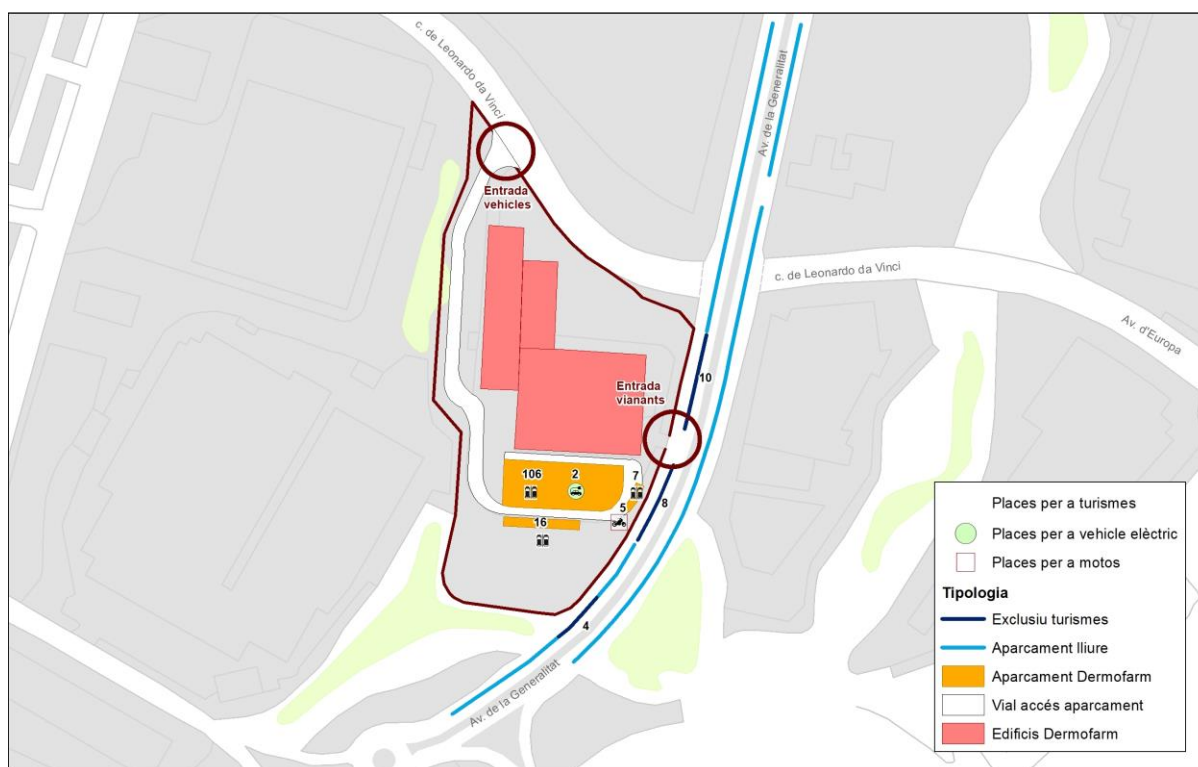 c. de Leonardo da Vinci
Av. de la Generalitat
Entrada
vehicles
c. de Leonardo da Vinci
Av. d'Europa
Entrada
vianants
10
106
2
7
5
8
16
4
Av. de la Generalitat
Places per a turismes
Places per a vehicle elèctric
Places per a motos
Tipologia
Exclusiu turismes
Aparcament lliure
Aparcament Dermofarm
Vial accés aparcament
Edificis Dermofarm